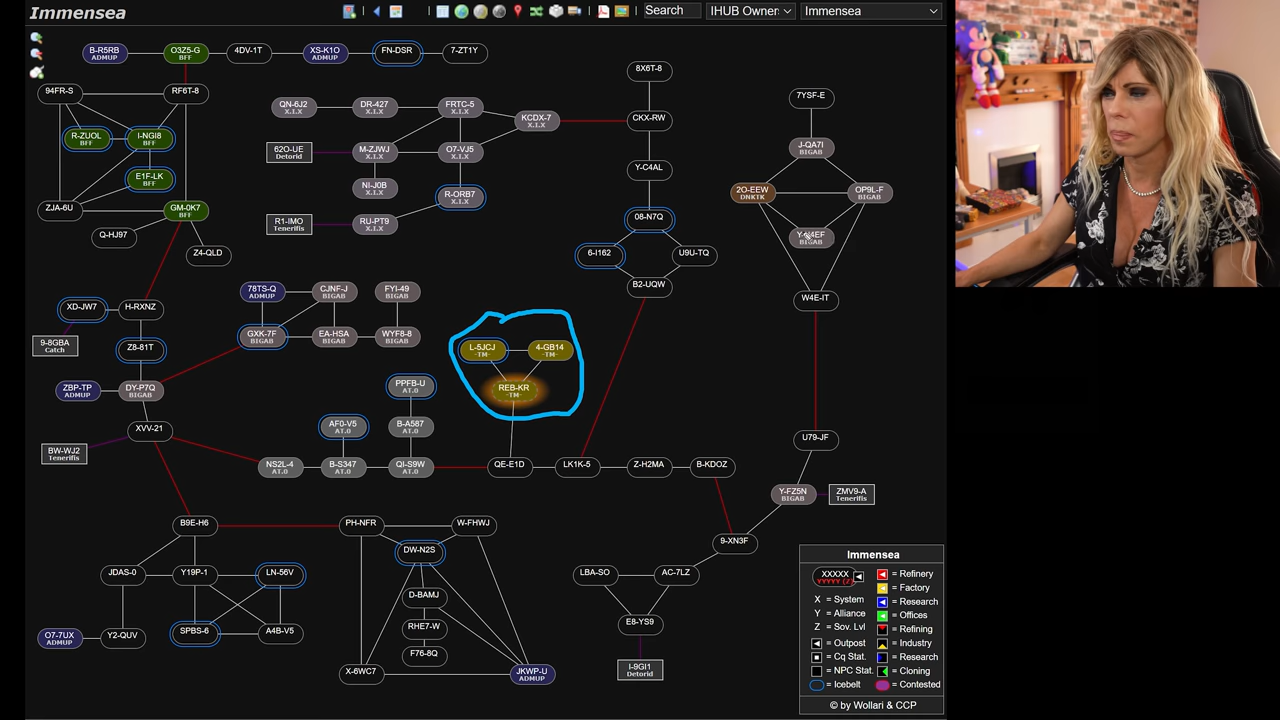 Immensea
Search
IHUB Owner
Immensea
B-R5RB
ADMUP
O3Z5-G
BFF
4DV-1T
XS-K1O
ADMUP
FN-DSR
7-ZT1Y
94FR-S
RF6T-8
R-ZUOL
BFF
I-NGI8
BFF
E1F-LK
BFF
ZJA-6U
GM-0K7
BFF
Q-HJ97
Z4-QLD
QN-6J2
X.I.X
DR-427
X.I.X
FRTC-5
X.I.X
KCDX-7
X.I.X
62O-UE
Detorid
M-ZJWJ
X.I.X
O7-VJ5
X.I.X
NI-J0B
X.I.X
R-ORB7
X.I.X
R1-IMO
Tenerifis
RU-PT9
X.I.X
8X6T-8
CKX-RW
Y-C4AL
08-N7Q
6-I162
U9U-TQ
B2-UQW
7YSF-E
J-QA7I
BIGAB
2O-EEW
DNKTK
OP9L-F
BIGAB
Y-N4EF
BIGAB
W4E-IT
XD-JW7
H-RXNZ
9-8GBA
Catch
Z8-81T
78TS-Q
ADMUP
CJNF-J
BIGAB
FYI-49
BIGAB
GXK-7F
BIGAB
EA-HSA
BIGAB
WYF8-8
BIGAB
ZBP-TP
ADMUP
DY-P7Q
BIGAB
XVV-21
BW-WJ2
Tenerifis
L-5JCJ
-TM-
4-GB14
-TM-
REB-KR
-TM-
PPFB-U
AT.0
AF0-V5
AT.0
B-A587
AT.0
NS2L-4
AT.0
B-S347
AT.0
QI-S9W
AT.0
QE-E1D
LK1K-5
Z-H2MA
B-KDOZ
U79-JF
Y-FZ5N
BIGAB
ZMV9-A
Tenerifis
9-XN3F
B9E-H6
PH-NFR
W-FHWJ
DW-N2S
JDAS-0
Y19P-1
LN-56V
D-BAMJ
LBA-SO
AC-7LZ
RHE7-W
E8-YS9
O7-7UX
ADMUP
Y2-QUV
SPBS-6
A4B-V5
F76-8Q
X-6WC7
JKWP-U
ADMUP
I-9GI1
Detorid
Immensea
XXXXX
YYYYY (Z)
X = System
Y = Alliance
Z = Sov. Lvl
= Outpost
= Cq Stat.
= NPC Stat.
= Icebelt
= Refinery
= Factory
= Research
= Offices
= Refining
= Industry
= Research
= Cloning
= Contested
© by Wollari & CCP